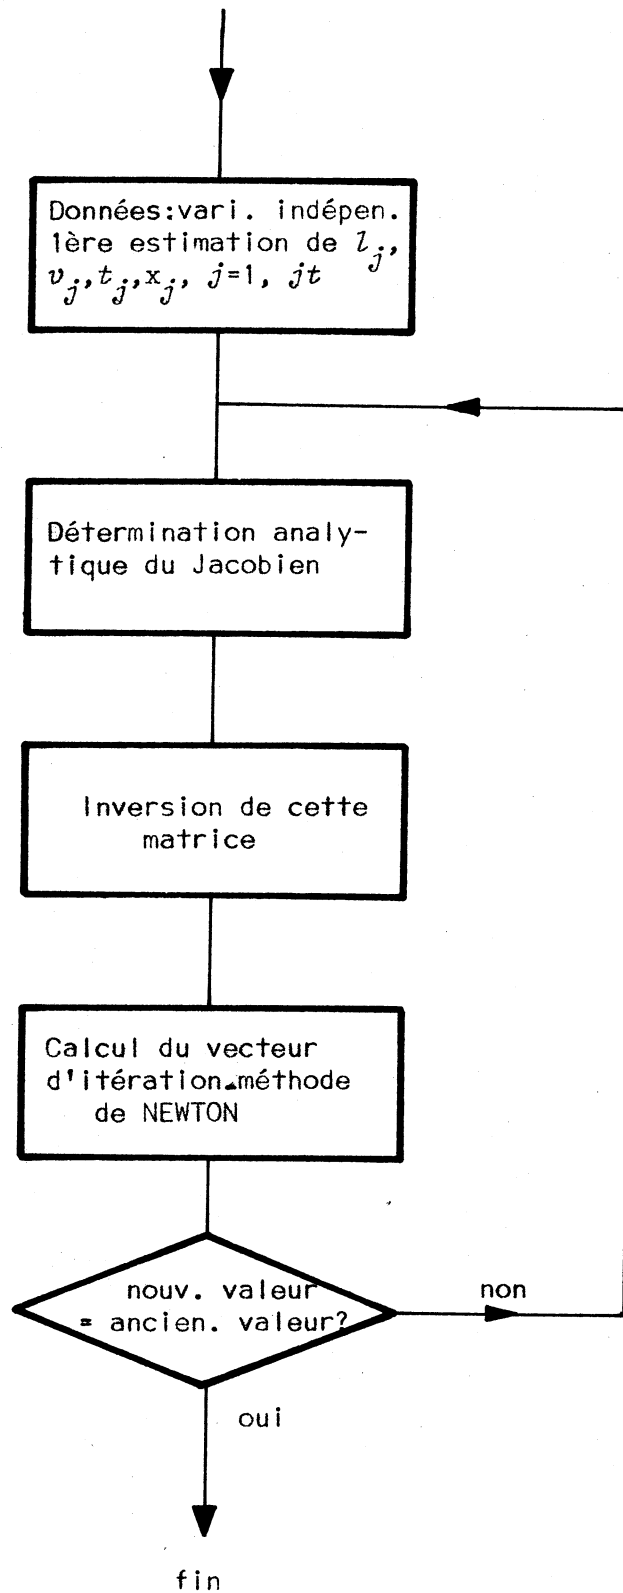 Données:vari. indépen.
1ère estimation de l_j,
v_j,t_j,x_j, j=1, jt
Détermination analy-
tique du Jacobien
Inversion de cette
matrice
Calcul du vecteur
d'itération.méthode
de NEWTON
nouv. valeur
= ancien. valeur?
non
oui
fin